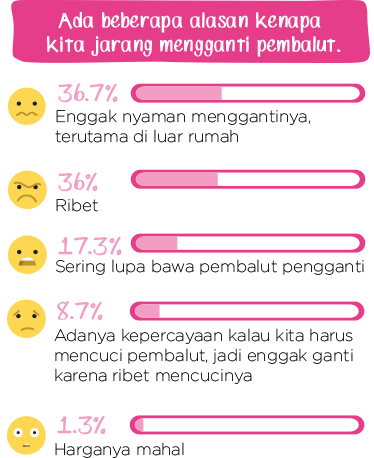 Ada beberapa alasan kenapa
kita jarang mengganti pembalut.
36.7%
Enggak nyaman menggantinya,
terutama di luar rumah
36%
Ribet
17.3%
Sering lupa bawa pembalut pengganti
8.7%
Adanya kepercayaan kalau kita harus
mencuci pembalut, jadi enggak ganti
karena ribet mencucinya
1.3%
Harganya mahal